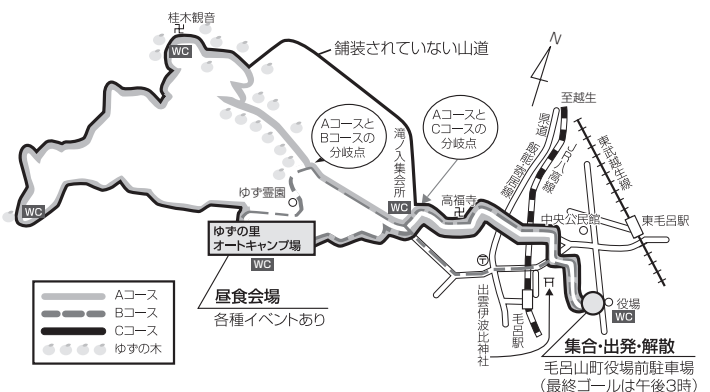 桂木観音
卍
WC
舗装されていない山道
N
至越生
県道 飯能寄居線
JR八高線
東武越生線
AコースとBコースの分岐点
AコースとCコースの分岐点
滝ノ入集会所
WC
高福寺
卍
中央公民館
東毛呂駅
ゆず霊園
WC
ゆずの里
オートキャンプ場
WC
昼食会場
各種イベントあり
〒
出雲伊波比神社
毛呂駅
役場
WC
集合・出発・解散
毛呂山町役場前駐車場
(最終ゴールは午後3時)
Aコース
Bコース
Cコース
ゆずの木